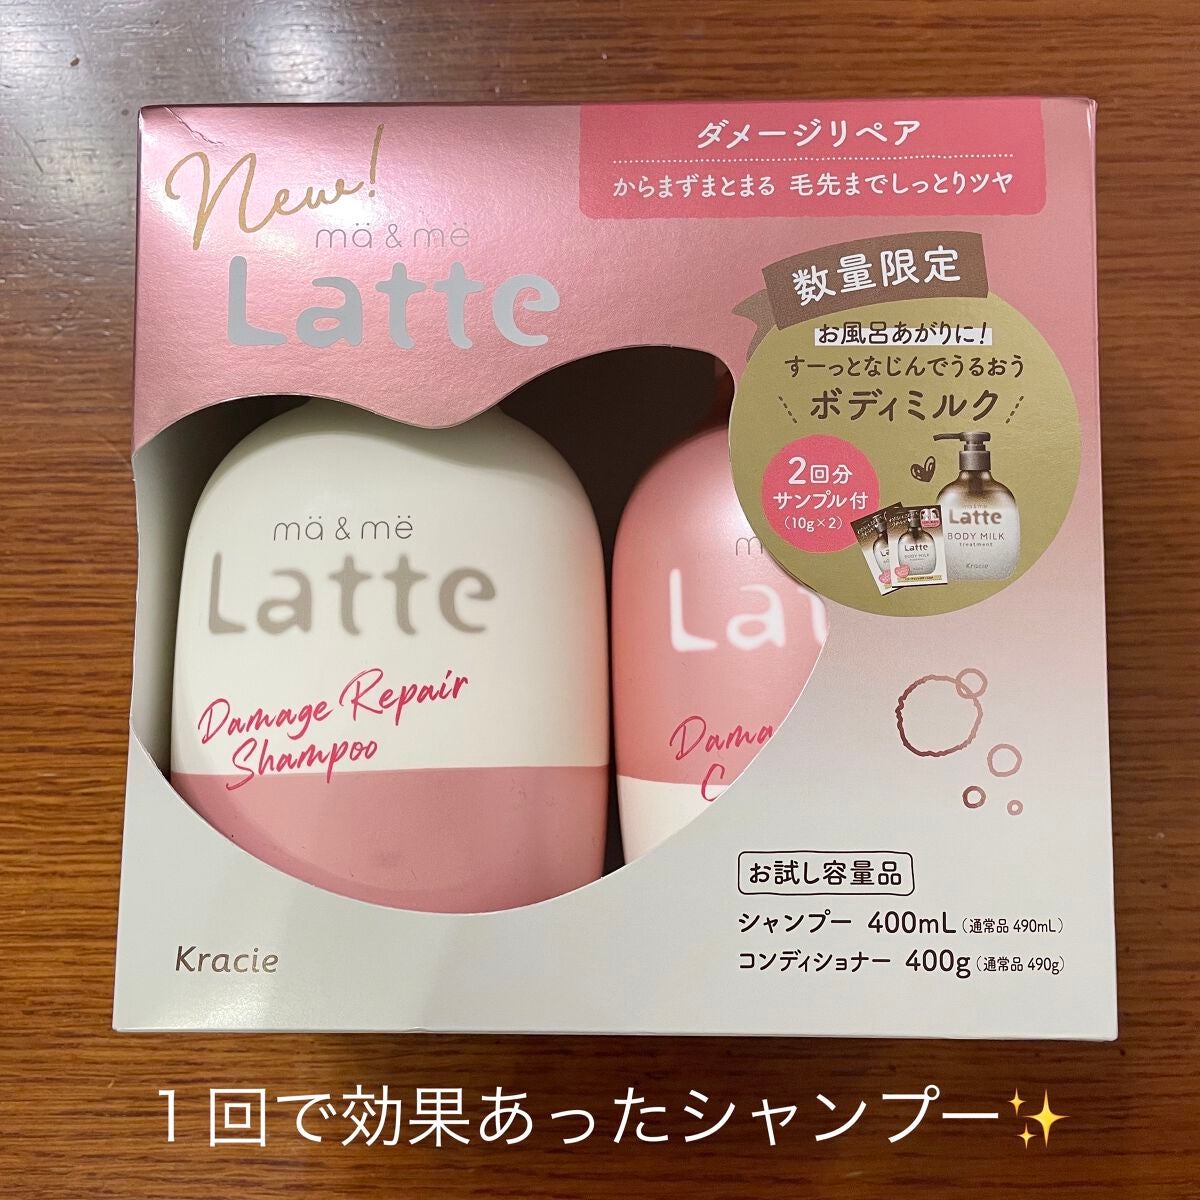 New!
mä & më
Latte
ダメージリペア
からまずまとまる 毛先までしっとりツヤ
数量限定
お風呂あがりに!
すーっとなじんでうるおう
ボディミルク
2回分
サンプル付
(10g×2)
mä & më
Latte
BODY MILK
treatment
Kracie
Latte
BODY MILK
mä & më
Latte
Damage Repair
Shampoo
m
Lat
Dama
C
お試し容量品
シャンプー 400mL (通常品 490mL)
コンディショナー 400g (通常品 490g)
Kracie
1回で効果あったシャンプー✨